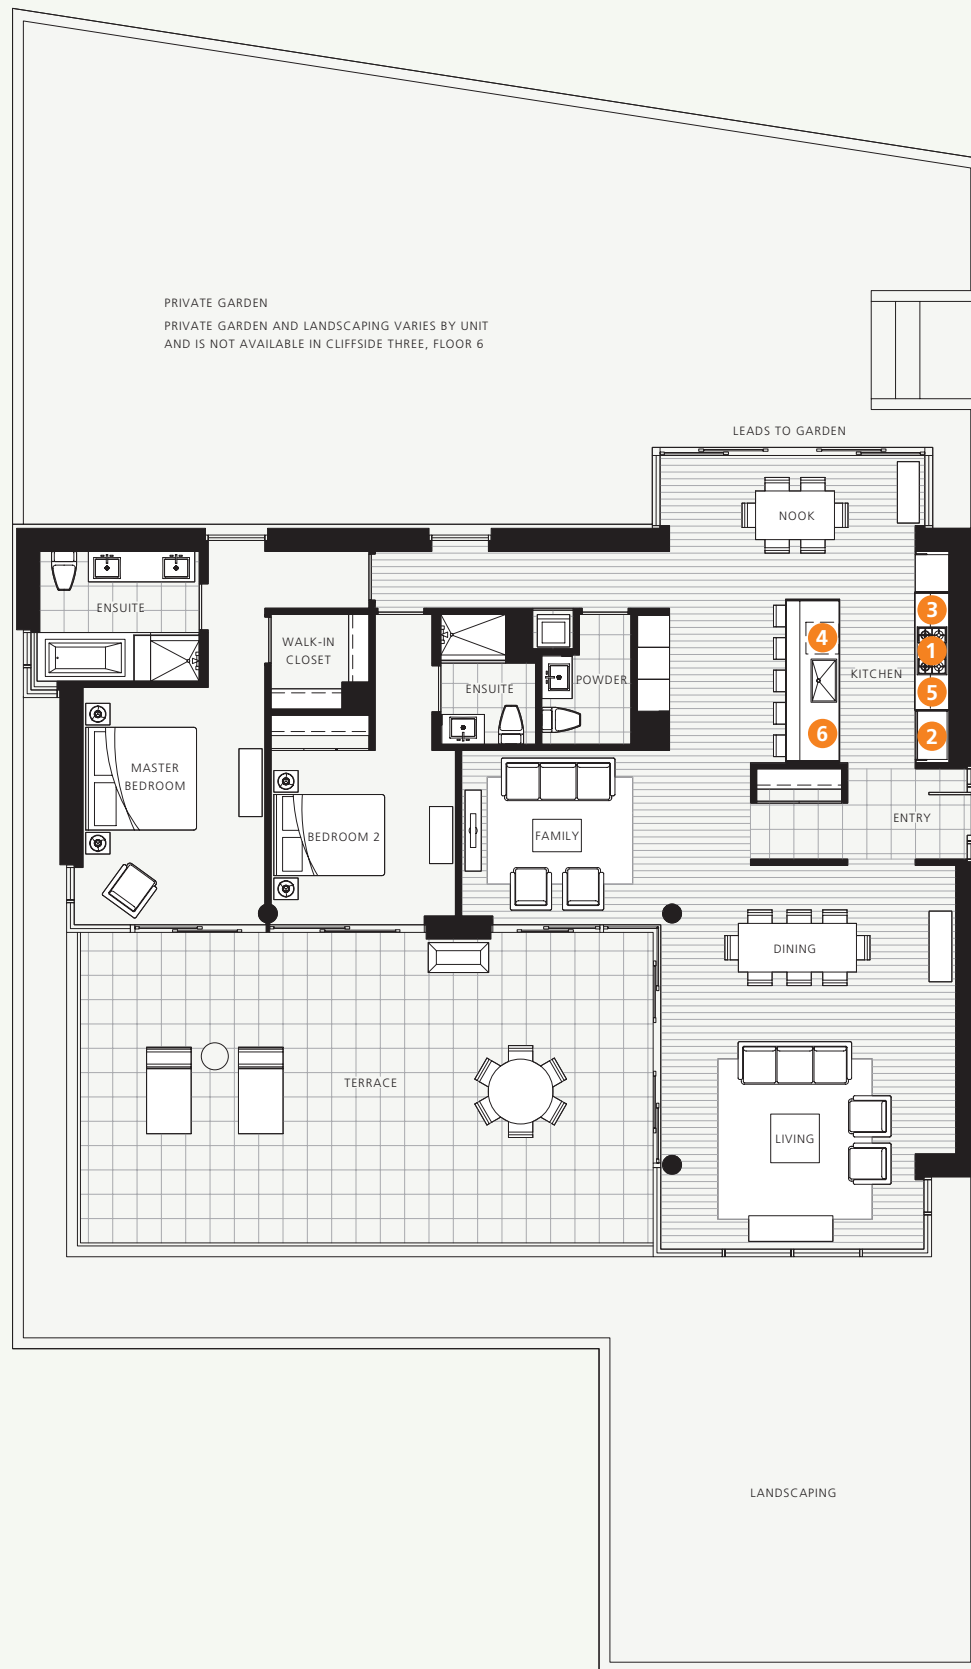 PRIVATE GARDEN
PRIVATE GARDEN AND LANDSCAPING VARIES BY UNIT
AND IS NOT AVAILABLE IN CLIFFSIDE THREE, FLOOR 6
LEADS TO GARDEN
NOOK
ENSUITE
WALK-IN
CLOSET
ENSUITE
POWDER
KITCHEN
3
4
1
5
6
2
MASTER
BEDROOM
BEDROOM 2
FAMILY
ENTRY
DINING
TERRACE
LIVING
LANDSCAPING